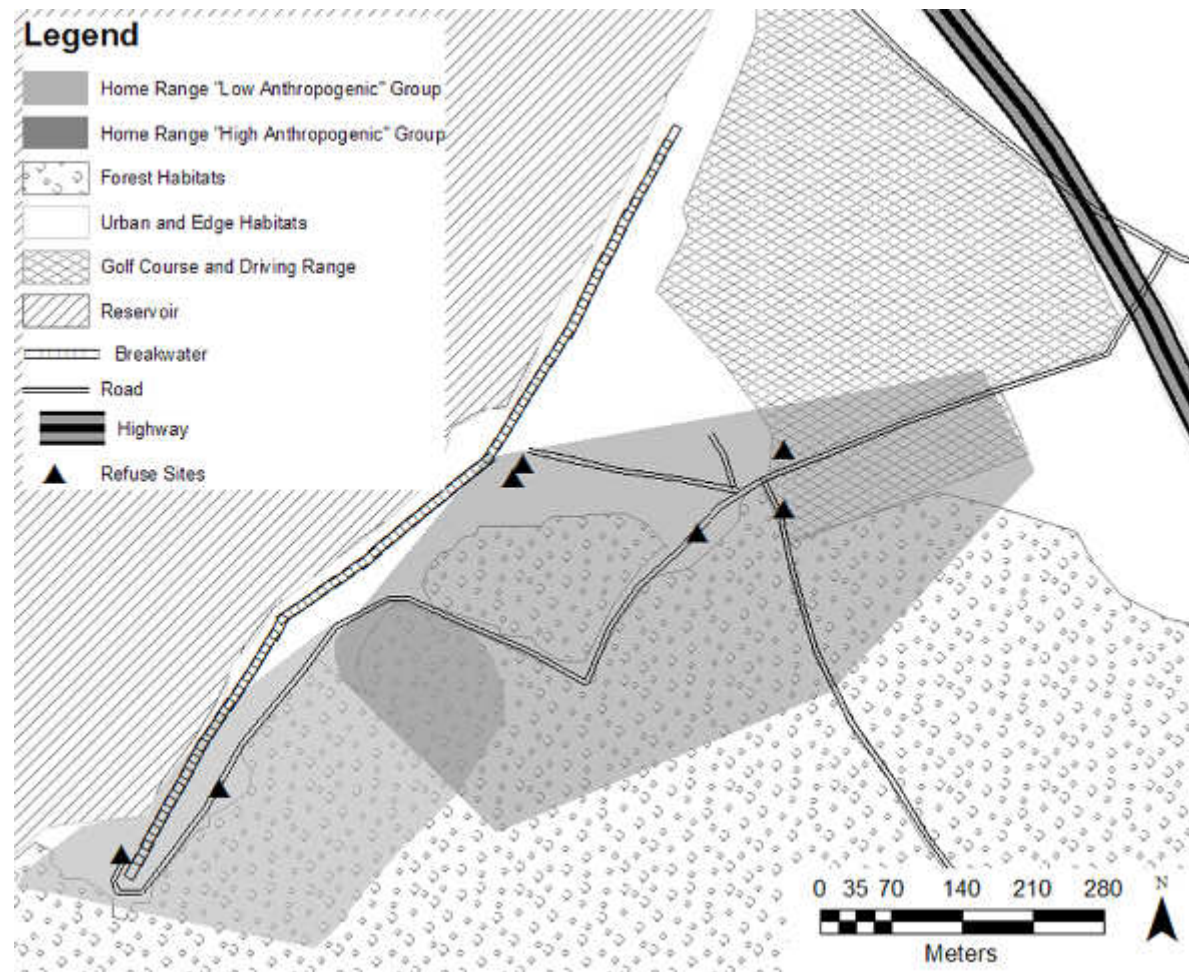 Legend
Home Range "Low Anthropogenic" Group
Home Range "High Anthropogenic" Group
Forest Habitats
Urban and Edge Habitats
Golf Course and Driving Range
Reservoir
Breakwater
Road
Highway
Refuse Sites
0 35 70 140 210 280
Meters
N